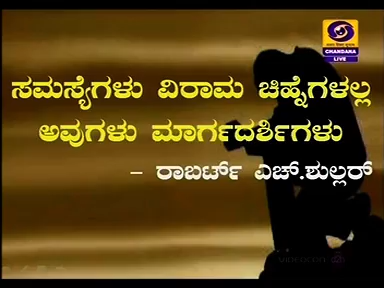 CHANDANA
LIVE
ಸಮಸ್ಯೆಗಳು ವಿರಾಮ ಚಿಹ್ನೆಗಳಲ್ಲ
ಅವುಗಳು ಮಾರ್ಗದರ್ಶಿಗಳು
- ರಾಬರ್ಟ್ ಎಚ್.ಶುಲ್ಲರ್